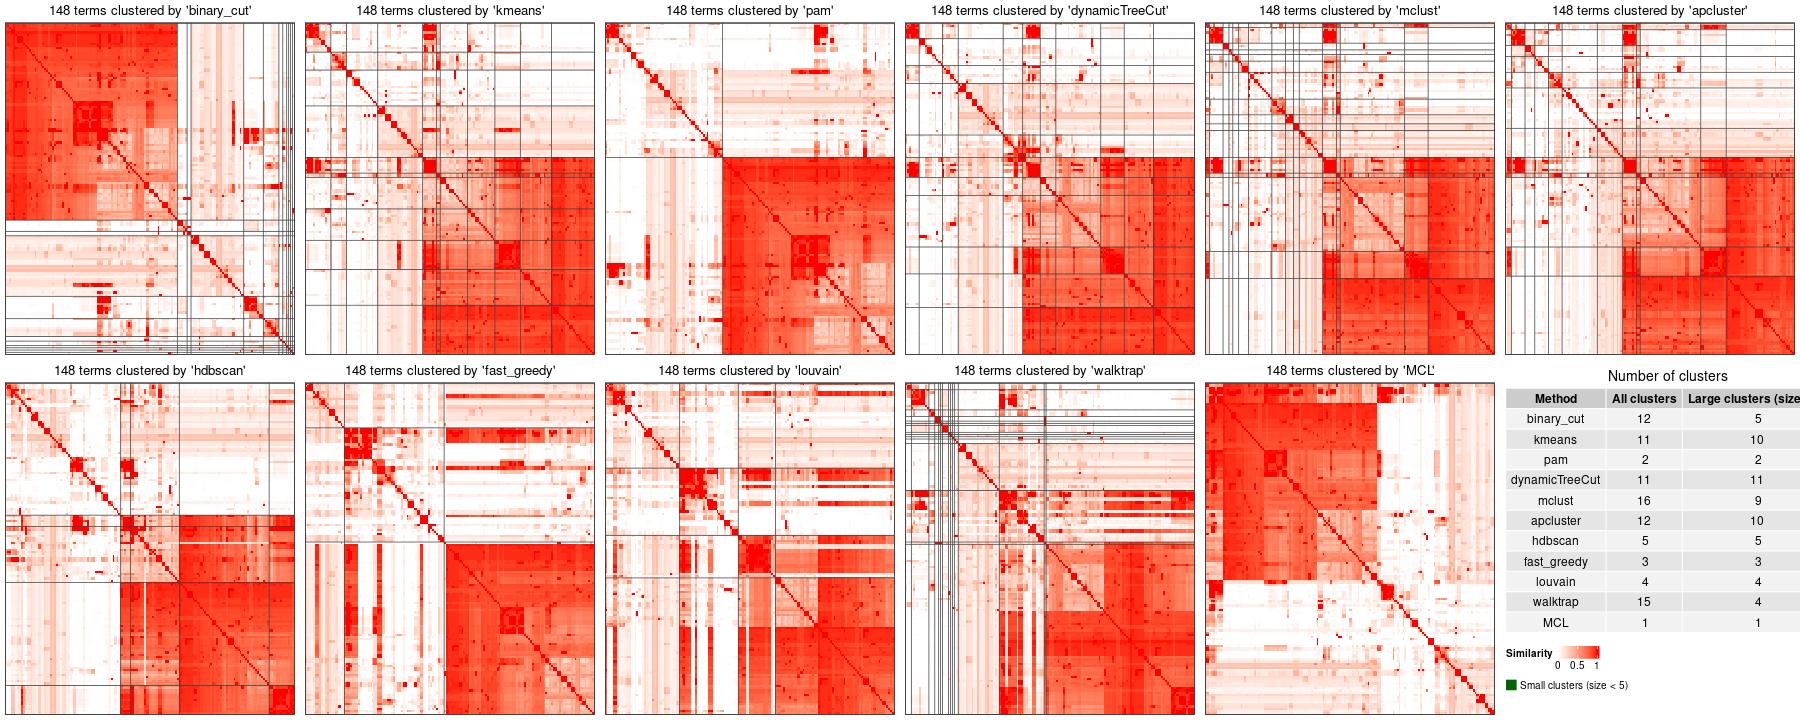 148 terms clustered by 'binary_cut'
148 terms clustered by 'kmeans'
148 terms clustered by 'pam'
148 terms clustered by 'dynamicTreeCut'
148 terms clustered by 'mclust'
148 terms clustered by 'apcluster'
148 terms clustered by 'hdbscan'
148 terms clustered by 'fast_greedy'
148 terms clustered by 'louvain'
148 terms clustered by 'walktrap'
148 terms clustered by 'MCL'
Number of clusters
Method All clusters Large clusters (size
binary_cut 12 5
kmeans 11 10
pam 2 2
dynamicTreeCut 11 11
mclust 16 9
apcluster 12 10
hdbscan 5 5
fast_greedy 3 3
louvain 4 4
walktrap 15 4
MCL 1 1
Similarity
0 0.5 1
Small clusters (size < 5)